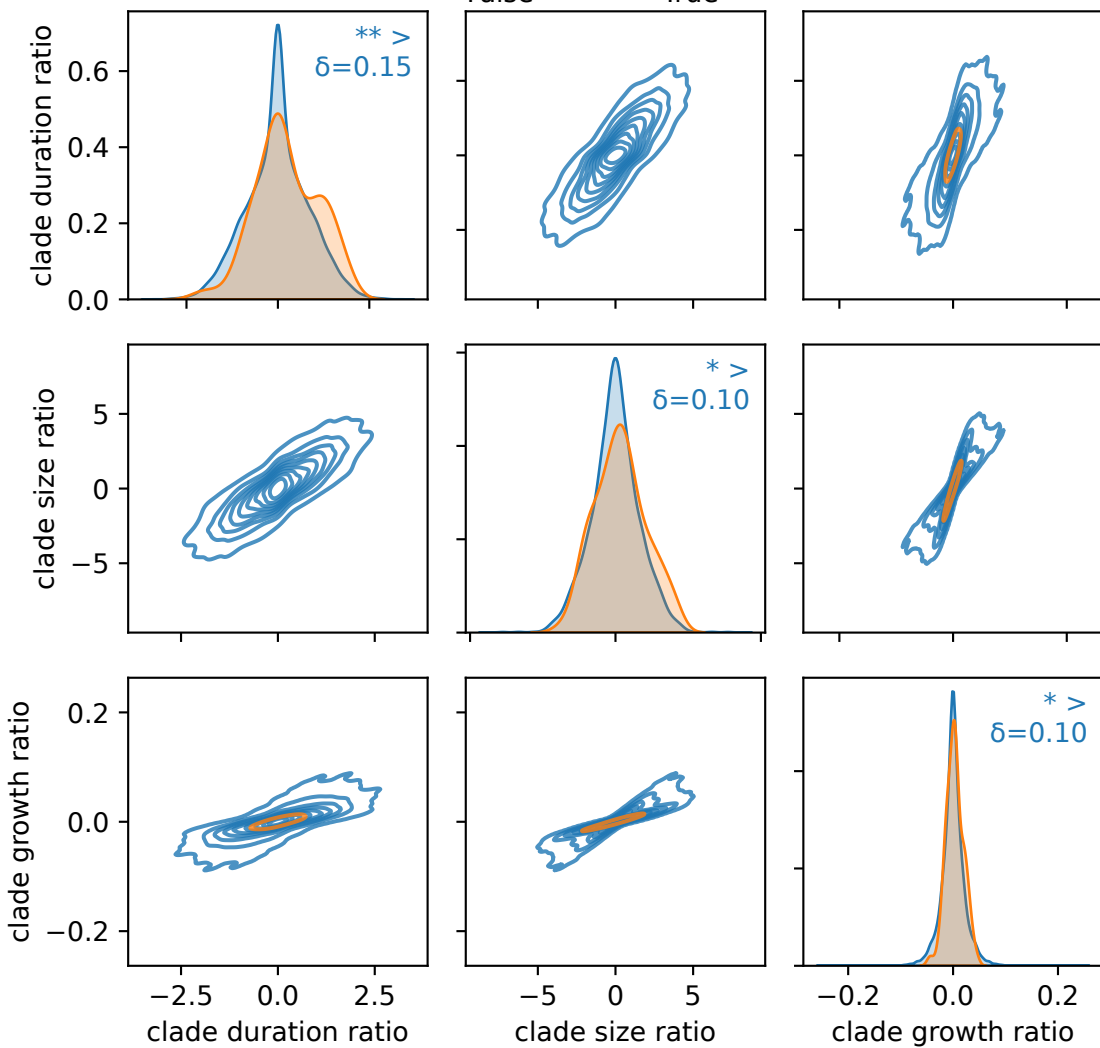 ** >
δ=0.15
clade duration ratio
0.6
0.4
0.2
0.0
* >
δ=0.10
clade size ratio
5
0
−5
* >
δ=0.10
clade growth ratio
0.2
0.0
−0.2
−2.5 0.0 2.5 −5 0 5 −0.2 0.0 0.2
clade duration ratio clade size ratio clade growth ratio